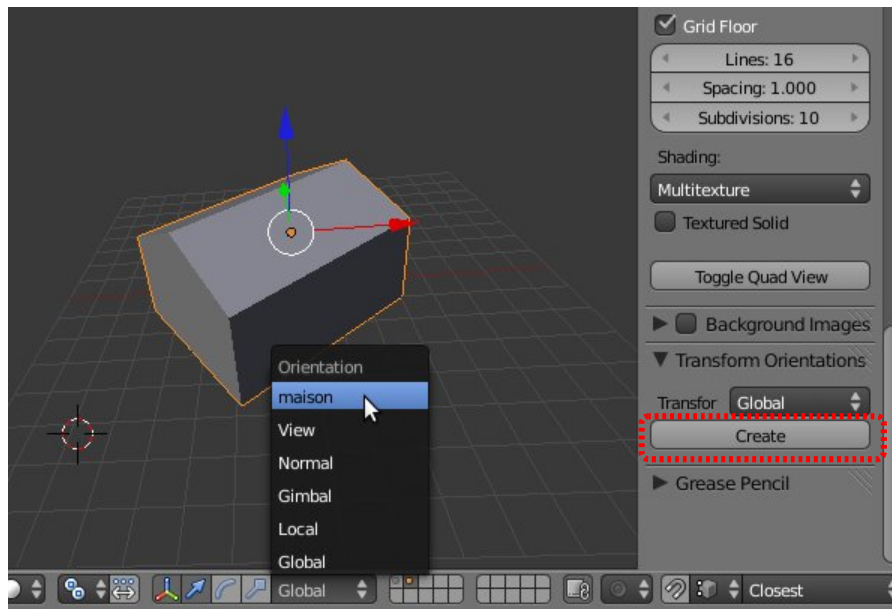 Grid Floor
Lines: 16
Spacing: 1.000
Subdivisions: 10
Shading:
Multitexture
Textured Solid
Toggle Quad View
Background Images
Transform Orientations
Transfor Global
Create
Grease Pencil
Orientation
maison
View
Normal
Gimbal
Local
Global
Global
Closest